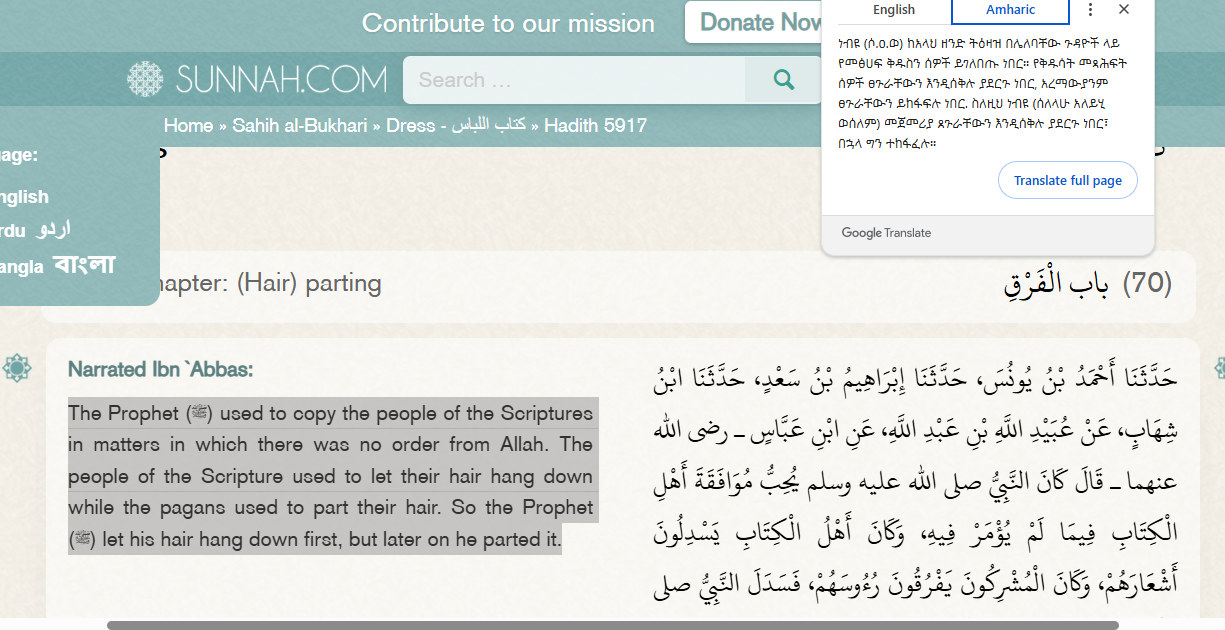 Contribute to our mission
Donate Now
SUNNAH.COM
Search ...
Home » Sahih al-Bukhari » Dress - كتاب اللباس » Hadith 5917
age:
nglish
rdu اردو
angla বাংলা
English
Amharic
ነብዩ (ሶ.ዐ.ወ) ከአላህ ዘንድ ትዕዛዝ በሌለባቸው ጉዳዮች ላይ
የመፅሀፍ ቅዱስን ሰዎች ይገለበጡ ነበር። የቅዱሳት መጻሕፍት
ሰዎች ፀጉራቸውን እንዲሰቅሉ ያደርጉ ነበር, አረማውያንም
ፀጉራቸውን ይከፋፍሉ ነበር. ስለዚህ ነብዩ (ሰለላሁ አለይሂ
ወሰለም) መጀመሪያ ጸጉራቸውን እንዲሰቅሉ ያደርጉ ነበር፣
በኋላ ግን ተከፋፈሉ።
Translate full page
Google Translate
hapter: (Hair) parting
(70) باب الْفَرْقِ
Narrated Ibn `Abbas:
The Prophet (ﷺ) used to copy the people of the Scriptures
in matters in which there was no order from Allah. The
people of the Scripture used to let their hair hang down
while the pagans used to part their hair. So the Prophet
(ﷺ) let his hair hang down first, but later on he parted it.
حَدَّثَنَا أَحْمَدُ بْنُ يُونُسَ، حَدَّثَنَا إِبْرَاهِيمُ بْنُ سَعْدٍ، حَدَّثَنَا ابْنُ
شِهَابٍ، عَنْ عُبَيْدِ اللَّهِ بْنِ عَبْدِ اللَّهِ، عَنِ ابْنِ عَبَّاسٍ ـ رضى الله
عنهما ـ قَالَ كَانَ النَّبِيُّ صلى الله عليه وسلم يُحِبُّ مُوَافَقَةَ أَهْلِ
الْكِتَابِ فِيمَا لَمْ يُؤْمَرْ فِيهِ، وَكَانَ أَهْلُ الْكِتَابِ يَسْدِلُونَ
أَشْعَارَهُمْ، وَكَانَ الْمُشْرِكُونَ يَفْرُقُونَ رُءُوسَهُمْ، فَسَدَلَ النَّبِيُّ صلى